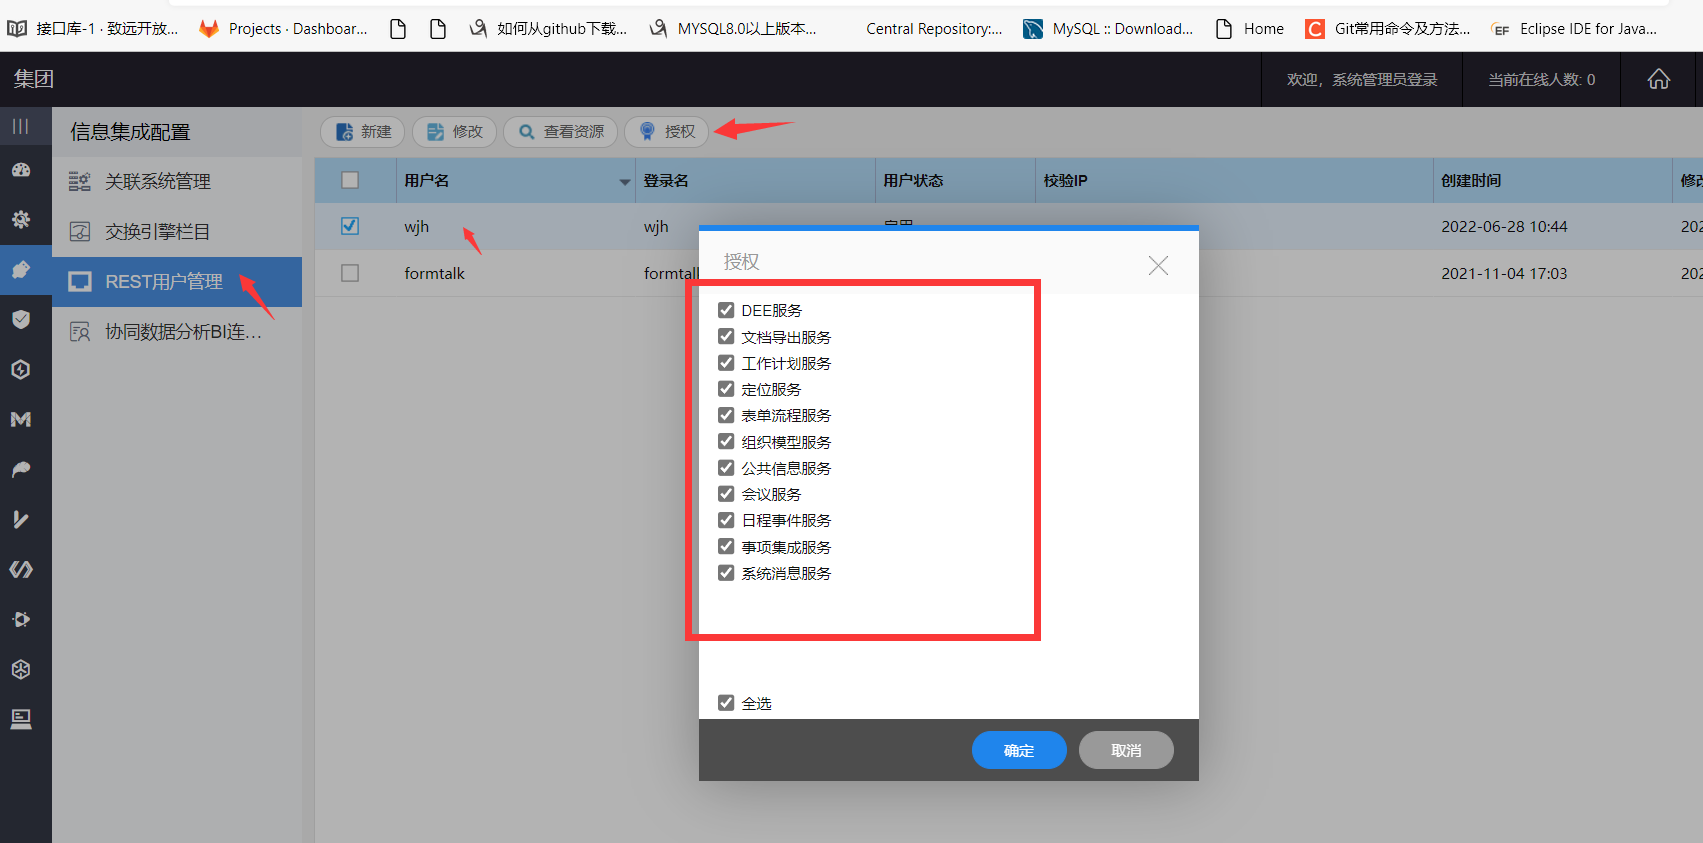 接口库-1 · 致远开放... Projects · Dashboar... 如何从github下载... MYSQL8.0以上版本... Central Repository:... MySQL :: Download... Home Git常用命令及方法... Eclipse IDE for Java...
集团 欢迎，系统管理员登录 当前在线人数: 0
信息集成配置
关联系统管理
交换引擎栏目
REST用户管理
协同数据分析BI连...
新建 修改 查看资源 授权
用户名 登录名 用户状态 校验IP 创建时间
wjh wjh 2022-06-28 10:44
formtalk 2021-11-04 17:03
授权
DEE服务
文档导出服务
工作计划服务
定位服务
表单流程服务
组织模型服务
公共信息服务
会议服务
日程事件服务
事项集成服务
系统消息服务
全选
确定 取消